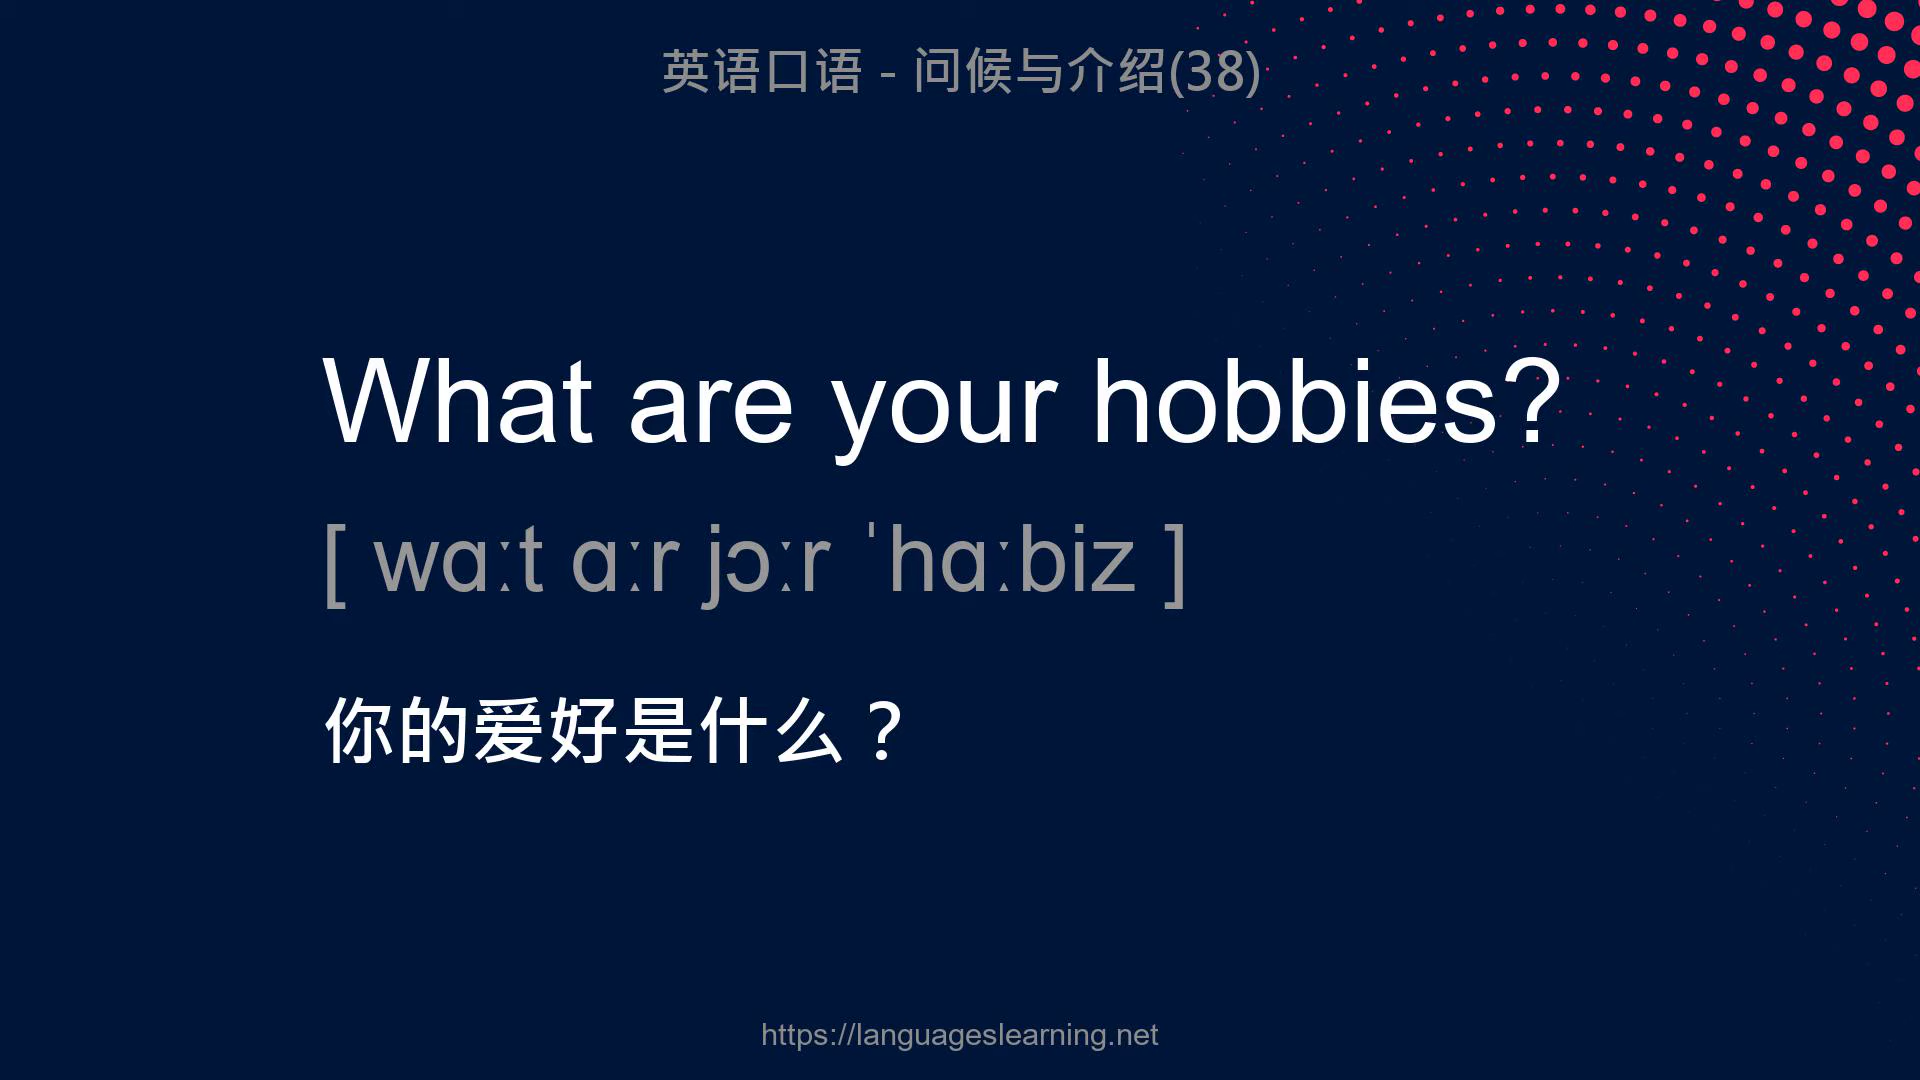 英语口语 - 问候与介绍(38)
What are your hobbies?
[ wɑːt ɑːr jɔːr ˈhɑːbiz ]
你的爱好是什么？
https://languageslearning.net